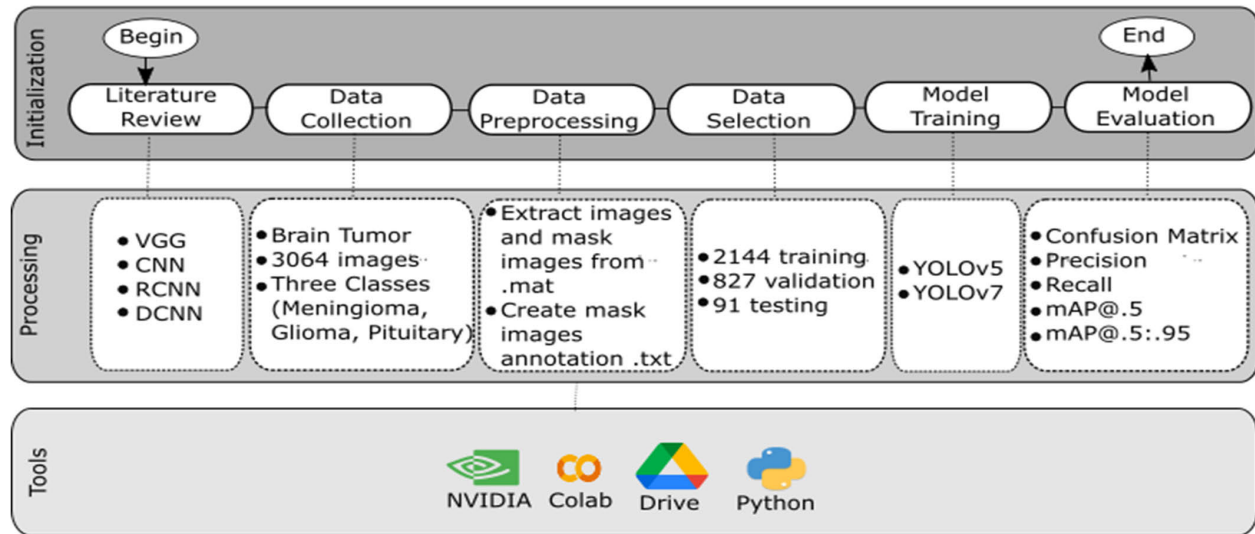 Initialization
Begin
End
Literature
Review
Data
Collection
Data
Preprocessing
Data
Selection
Model
Training
Model
Evaluation
Processing
• VGG
• CNN
• RCNN
• DCNN
• Brain Tumor
• 3064 images
• Three Classes
(Meningioma,
Glioma, Pituitary)
• Extract images
and mask
images from
.mat
• Create mask
images
annotation .txt
• 2144 training
• 827 validation
• 91 testing
• YOLOv5
• YOLOv7
• Confusion Matrix
• Precision
• Recall
• mAP@.5
• mAP@.5:.95
Tools
NVIDIA
Colab
Drive
Python